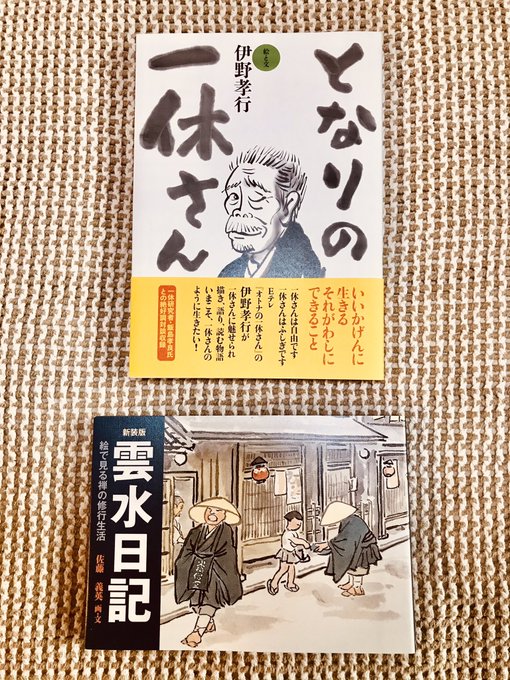 となりの
一休さん
絵と文
伊野孝行
いいかげんに
生きる
それがわしに
できること
一休さんは自由です
一休さんはふしぎです
Eテレ
「オトナの一休さん」の
伊野孝行が
一休さんに魅せられ
描き、語り、読む物語
いまこそ、一休さんの
ように生きたい!
一休研究者・飯島孝良氏
との絶好調対談収録
新装版
雲水日記
絵で見る禅の修行生活
佐藤義英 画・文